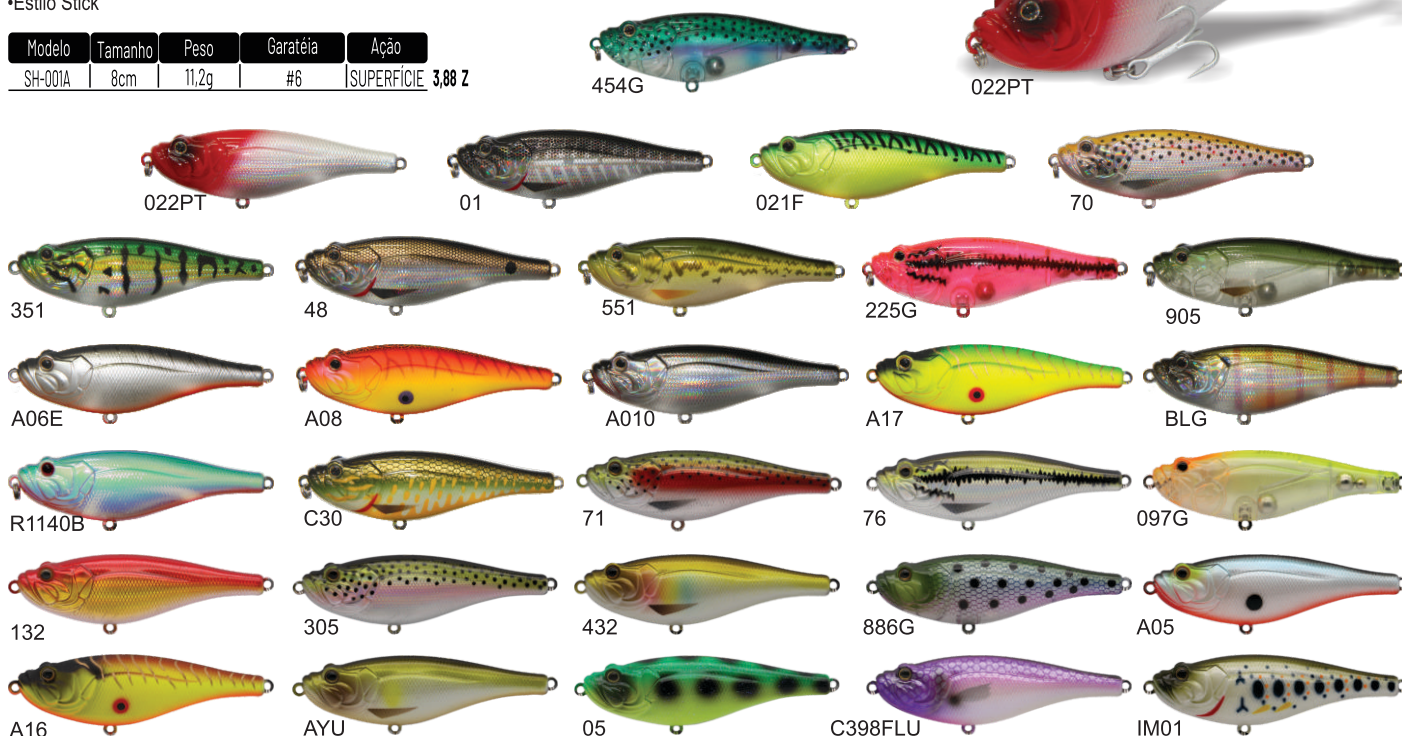 •Estilo Stick
Modelo Tamanho Peso Garatéia Ação
SH-001A 8cm 11,2g #6 SUPERFÍCIE 3,88 Z
454G
022PT
022PT 01 021F 70
351 48 551 225G 905
A06E A08 A010 A17 BLG
R1140B C30 71 76 097G
132 305 432 886G A05
A16 AYU 05 C398FLU IM01